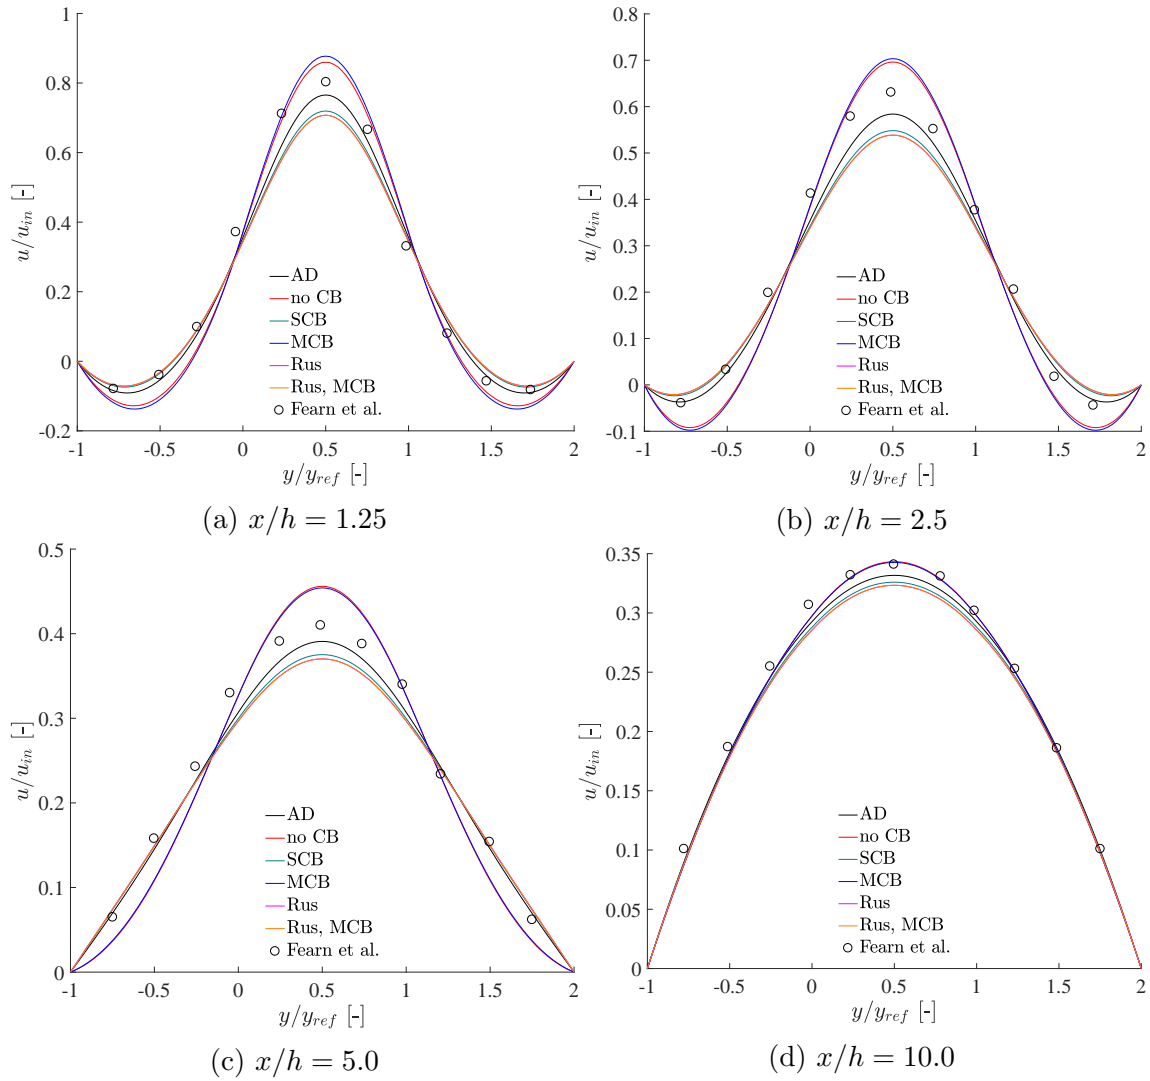 1
0.8
0.6
0.4
0.2
0
-0.2
u/u_in [-]
-1 -0.5 0 0.5 1 1.5 2
y/y_ref [-]
AD
no CB
SCB
MCB
Rus
Rus, MCB
Fearn et al.
(a) x/h = 1.25
0.8
0.7
0.6
0.5
0.4
0.3
0.2
0.1
0
-0.1
u/u_in [-]
-1 -0.5 0 0.5 1 1.5 2
y/y_ref [-]
AD
no CB
SCB
MCB
Rus
Rus, MCB
Fearn et al.
(b) x/h = 2.5
0.5
0.4
0.3
0.2
0.1
0
u/u_in [-]
-1 -0.5 0 0.5 1 1.5 2
y/y_ref [-]
AD
no CB
SCB
MCB
Rus
Rus, MCB
Fearn et al.
(c) x/h = 5.0
0.35
0.3
0.25
0.2
0.15
0.1
0.05
0
u/u_in [-]
-1 -0.5 0 0.5 1 1.5 2
y/y_ref [-]
AD
no CB
SCB
MCB
Rus
Rus, MCB
Fearn et al.
(d) x/h = 10.0